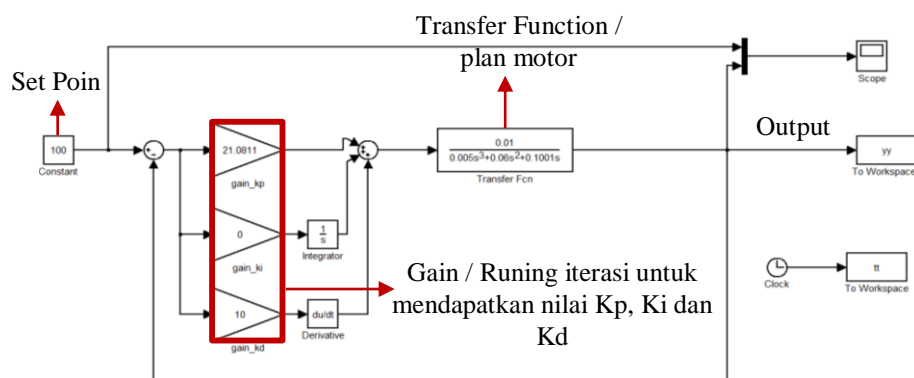 Transfer Function /
plan motor
Set Poin
Scope
100
Constant
21.0811
gain_kp
0.01
0.005s³+0.06s²+0.1001s
Transfer Fcn
Output
yy
To Workspace
0
gain_ki
1
s
Integrator
Clock
tt
To Workspace
Gain / Runing iterasi untuk
mendapatkan nilai Kp, Ki dan
Kd
10
gain_kd
du/dt
Derivative